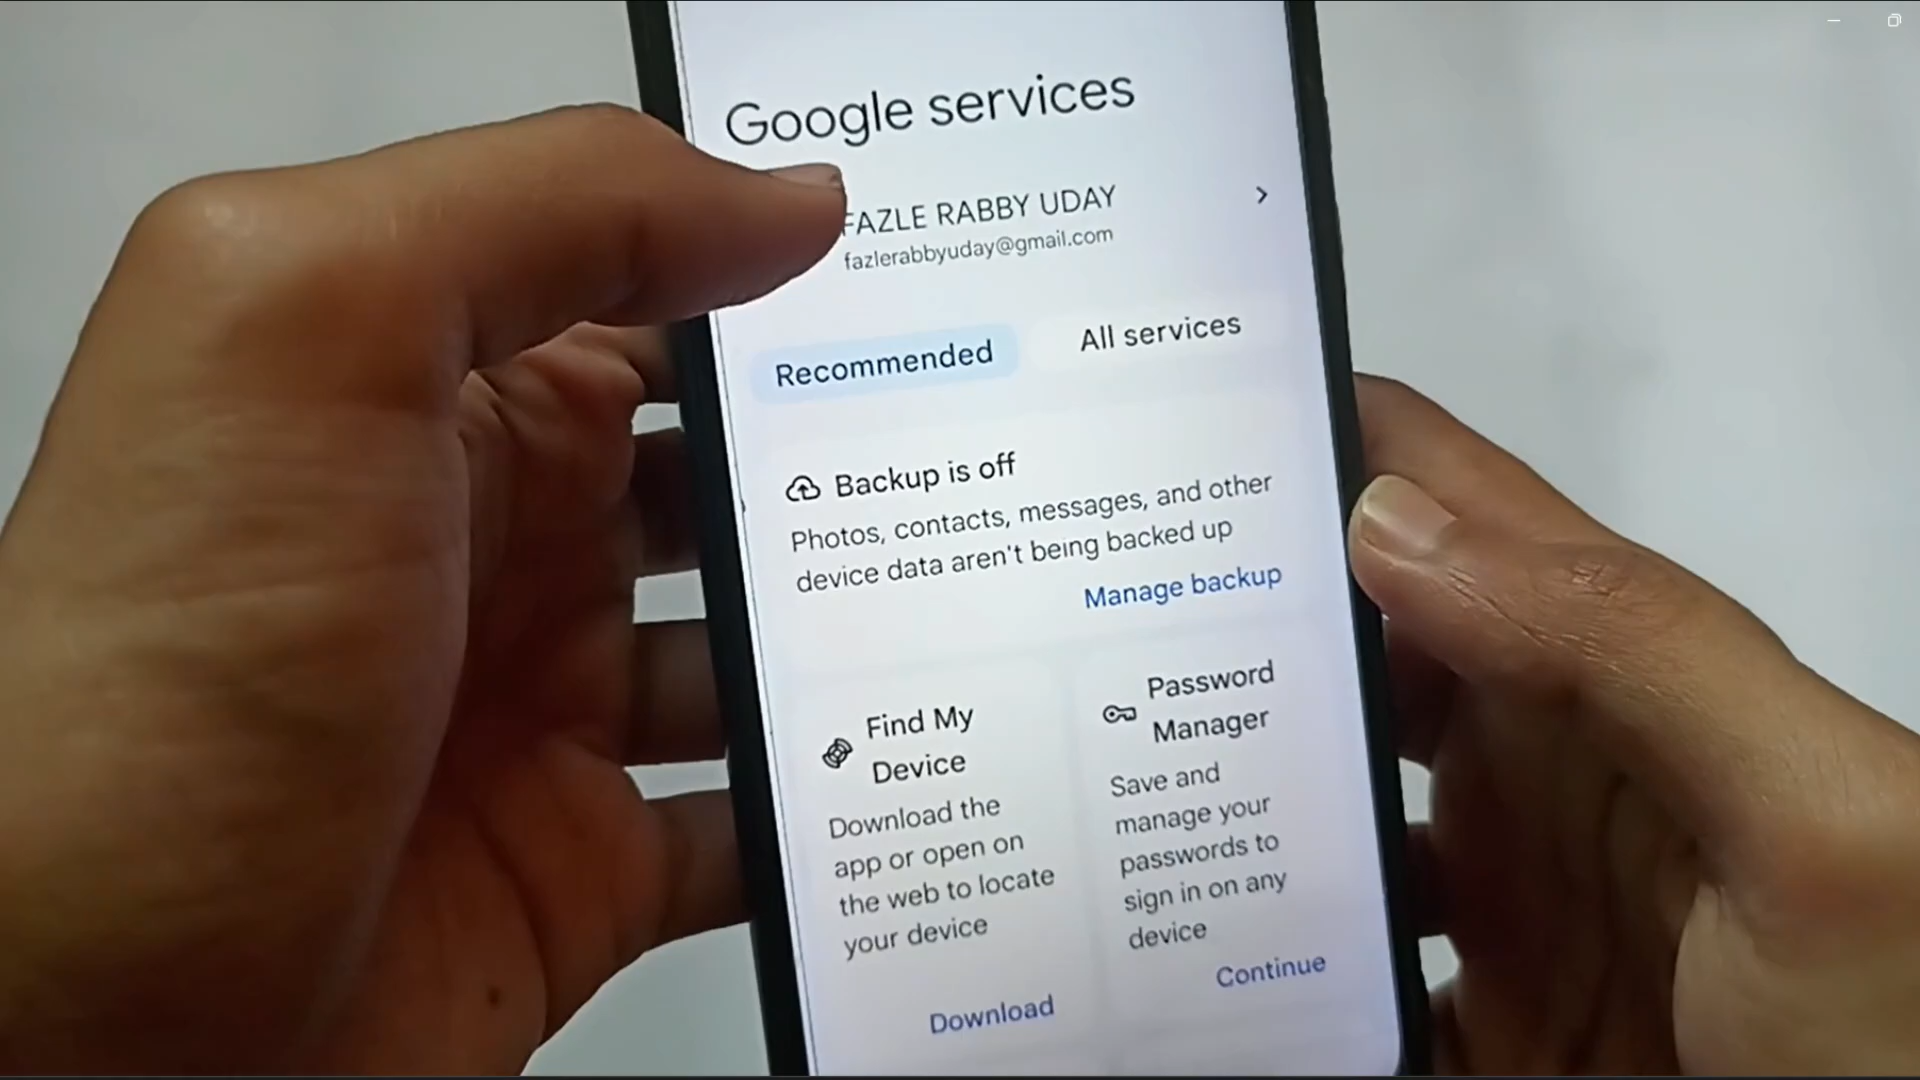 Google services
FAZLE RABBY UDAY
fazlerabbyuday@gmail.com
Recommended
All services
Backup is off
Photos, contacts, messages, and other
device data aren't being backed up
Manage backup
Find My
Device
Download the
app or open on
the web to locate
your device
Download
Password
Manager
Save and
manage your
passwords to
sign in on any
device
Continue